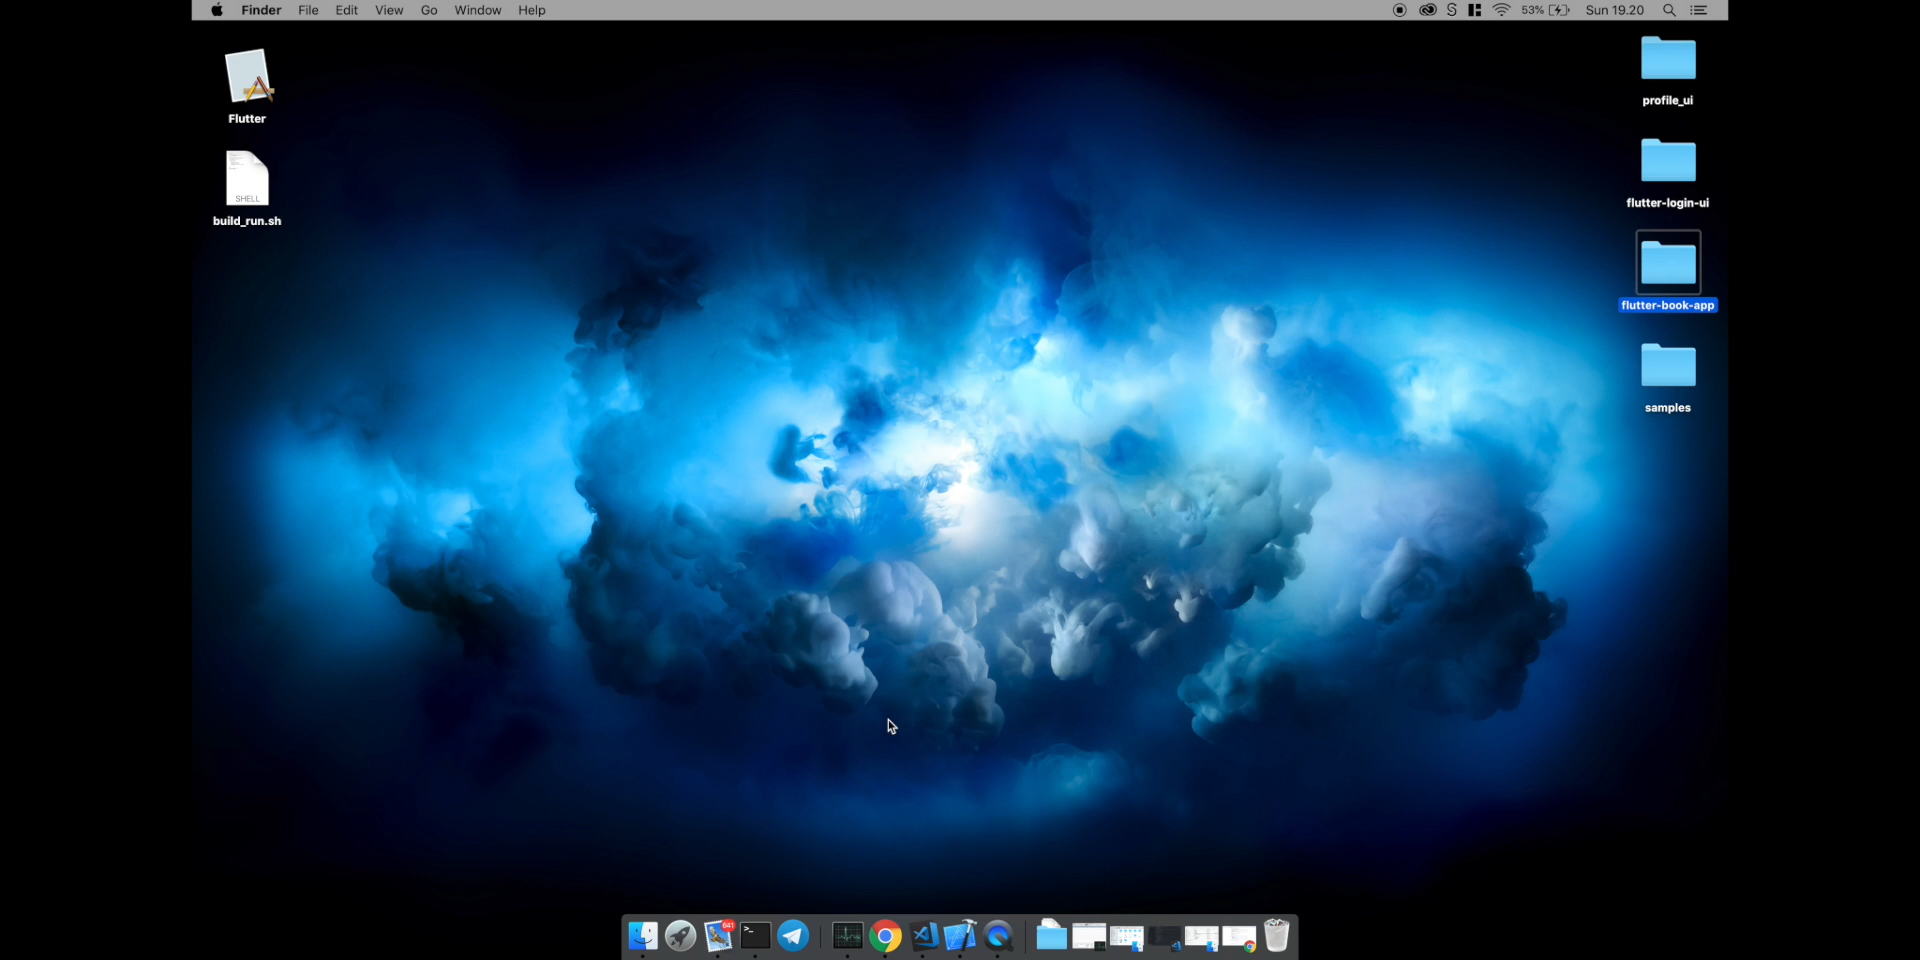 Finder File Edit View Go Window Help 53% Sun 19.20
Flutter
SHELL
build_run.sh
profile_ui
flutter-login-ui
flutter-book-app
samples
641
>_